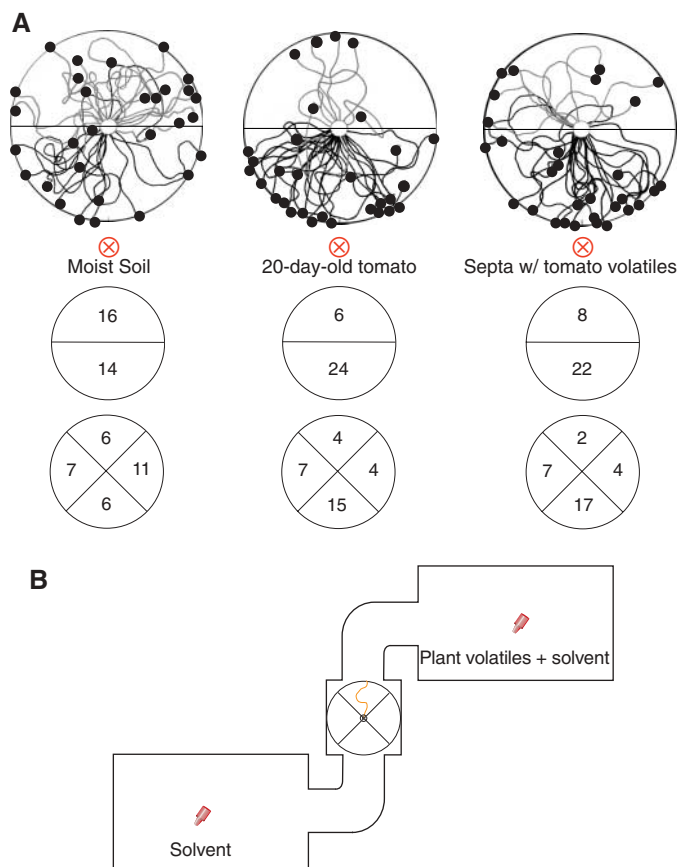 A
Moist Soil
20-day-old tomato
Septa w/ tomato volatiles
16
6
8
14
24
22
6
4
2
7
11
7
4
7
4
6
15
17
B
Plant volatiles + solvent
Solvent